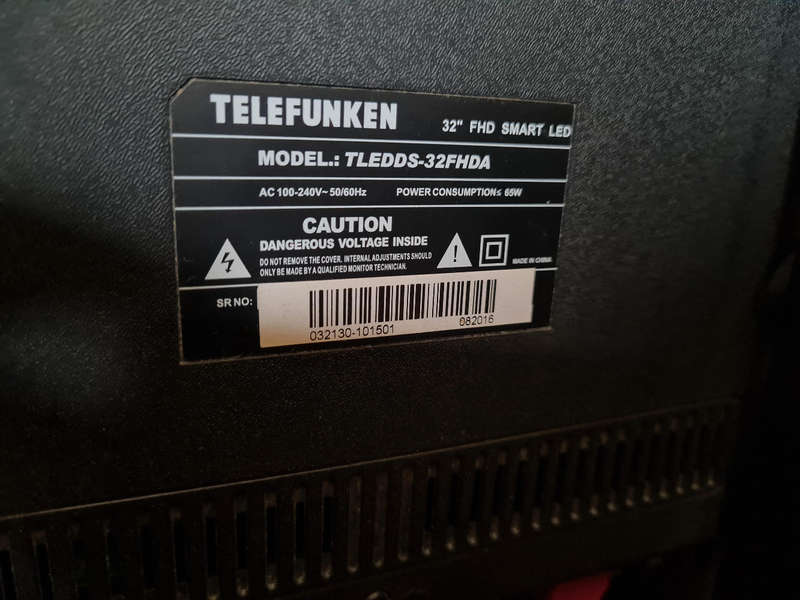 TELEFUNKEN 32" FHD SMART LED
MODEL.: TLEDDS-32FHDA
AC 100-240V~ 50/60Hz POWER CONSUMPTION≤ 65W
CAUTION
DANGEROUS VOLTAGE INSIDE
DO NOT REMOVE THE COVER. INTERNAL ADJUSTMENTS SHOULD
ONLY BE MADE BY A QUALIFIED MONITOR TECHNICIAN.
MADE IN CHINA
SR NO:
032130-101501 082016